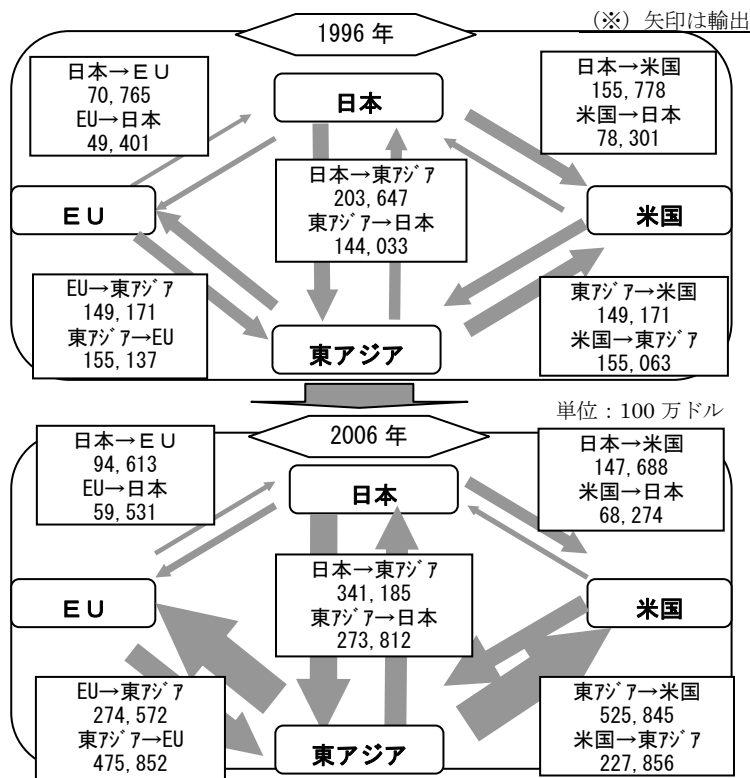 (※) 矢印は輸出
1996 年
日本→ＥＵ
70,765
EU→日本
49,401
日本
日本→米国
155,778
米国→日本
78,301
日本→東ｱｼﾞｱ
203,647
東ｱｼﾞｱ→日本
144,033
ＥＵ
米国
EU→東ｱｼﾞｱ
149,171
東ｱｼﾞｱ→EU
155,137
東アジア
東ｱｼﾞｱ→米国
149,171
米国→東ｱｼﾞｱ
155,063
単位：100 万ドル
2006 年
日本→ＥＵ
94,613
EU→日本
59,531
日本
日本→米国
147,688
米国→日本
68,274
日本→東ｱｼﾞｱ
341,185
東ｱｼﾞｱ→日本
273,812
ＥＵ
米国
EU→東ｱｼﾞｱ
274,572
東ｱｼﾞｱ→EU
475,852
東アジア
東ｱｼﾞｱ→米国
525,845
米国→東ｱｼﾞｱ
227,856